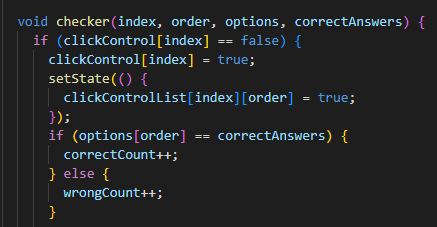 void checker(index, order, options, correctAnswers) {
if (clickControl[index] == false) {
clickControl[index] = true;
setState(() {
clickControlList[index][order] = true;
});
if (options[order] == correctAnswers) {
correctCount++;
} else {
wrongCount++;
}